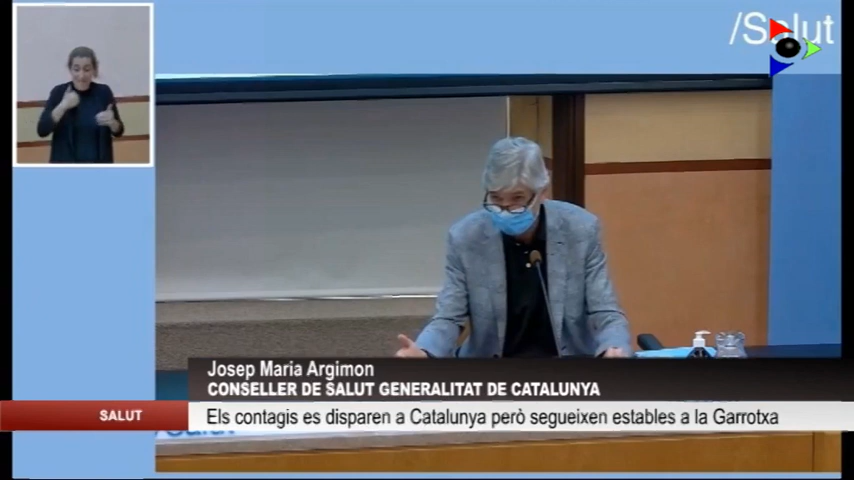 /Salut
Josep Maria Argimon
CONSELLER DE SALUT GENERALITAT DE CATALUNYA
SALUT
Els contagis es disparen a Catalunya però segueixen estables a la Garrotxa